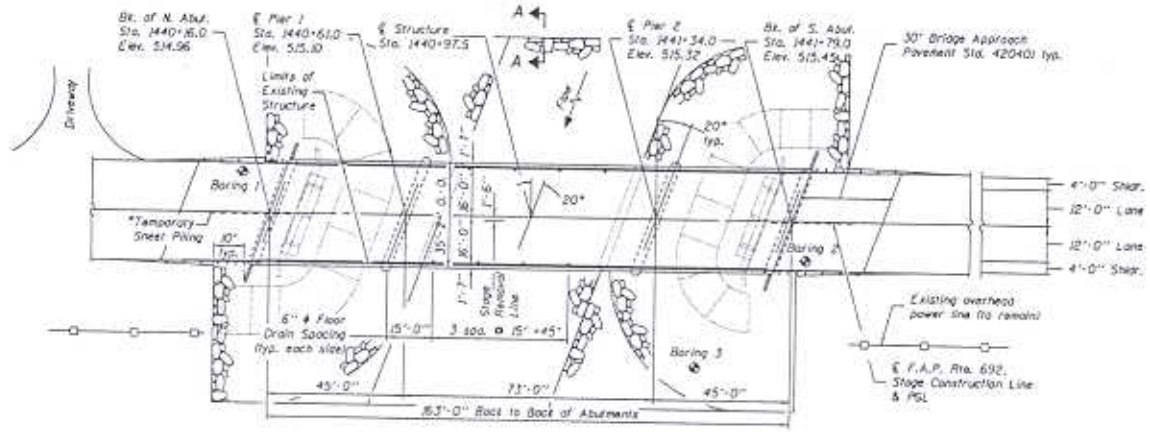 Bk. of N. Abut.
Sta. 1440+16.0
Elev. 514.96
℄ Pier 1
Sta. 1440+61.0
Elev. 515.10
℄ Structure
Sta. 1440+97.5
A
A
Flow
℄ Pier 2
Sta. 1441+34.0
Elev. 515.32
Bk. of S. Abut.
Sta. 1441+79.0
Elev. 515.45
30' Bridge Approach
Pavement Std. 420401 typ.
Limits of
Existing
Structure
Driveway
20°
typ.
Boring 1
*Temporary
Sheet Piling
10'
typ.
35'-2" O. O.
1'-7"
16'-0"
16'-0"
1'-7"
1'-6"
20°
Boring 2
4'-0" Shldr.
12'-0" Lane
12'-0" Lane
4'-0" Shldr.
Stage
Removal
Line
6" ɸ Floor
Drain Spacing
(typ. each side)
15'-0"
3 spa. @ 15' =45'
Boring 3
Existing overhead
power line (to remain)
℄ F.A.P. Rte. 692,
Stage Construction Line
& PGL
45'-0"
73'-0"
45'-0"
163'-0" Back to Back of Abutments